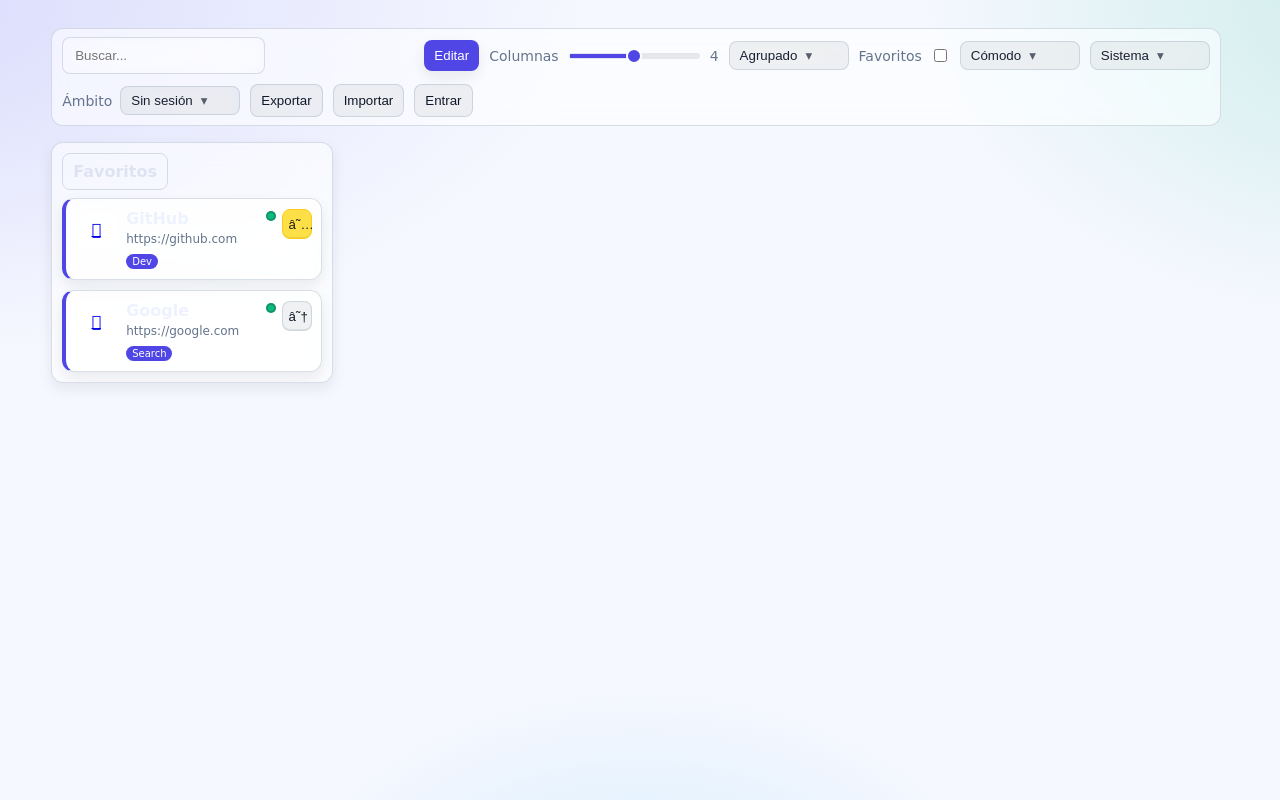 Buscar...
Editar
Columnas
4
Agrupado ▼
Favoritos
Cómodo ▼
Sistema ▼
Ámbito
Sin sesión ▼
Exportar
Importar
Entrar
Favoritos
GitHub
â˜…
https://github.com
Dev
Google
â˜†
https://google.com
Search